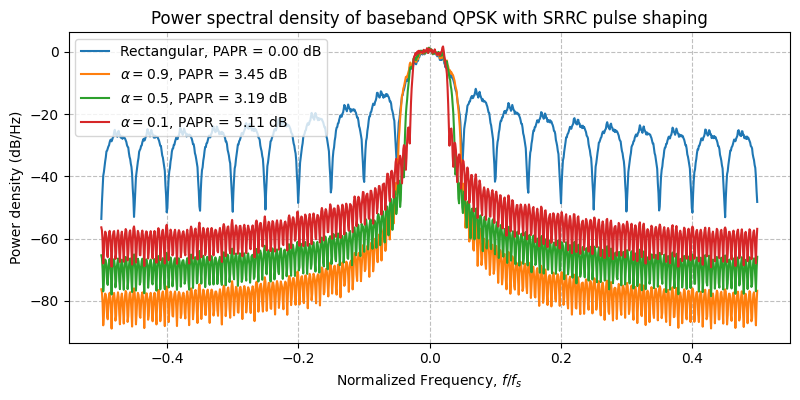 Power spectral density of baseband QPSK with SRRC pulse shaping
Rectangular, PAPR = 0.00 dB
α = 0.9, PAPR = 3.45 dB
α = 0.5, PAPR = 3.19 dB
α = 0.1, PAPR = 5.11 dB
Power density (dB/Hz)
0
−20
−40
−60
−80
−0.4
−0.2
0.0
0.2
0.4
Normalized Frequency, f/fₛ